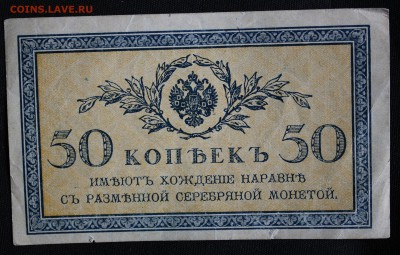 COINS.LAVE.RU
50 КОПѢЕКЪ 50
ИМѢЮТЪ ХОЖДЕНІЕ НАРАВНѢ
СЪ РАЗМѢННОЙ СЕРЕБРЯНОЙ МОНЕТОЙ.